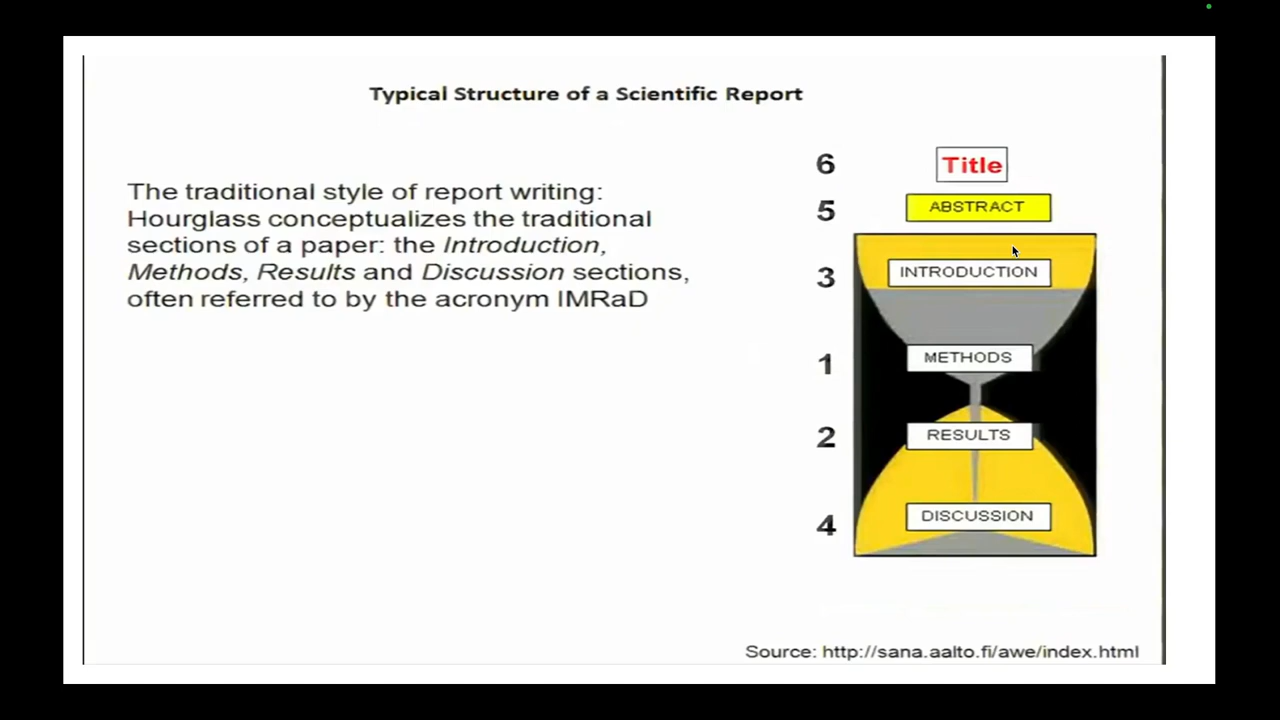 Typical Structure of a Scientific Report
The traditional style of report writing:
Hourglass conceptualizes the traditional
sections of a paper: the Introduction,
Methods, Results and Discussion sections,
often referred to by the acronym IMRaD
6 Title
5 ABSTRACT
3 INTRODUCTION
1 METHODS
2 RESULTS
4 DISCUSSION
Source: http://sana.aalto.fi/awe/index.html